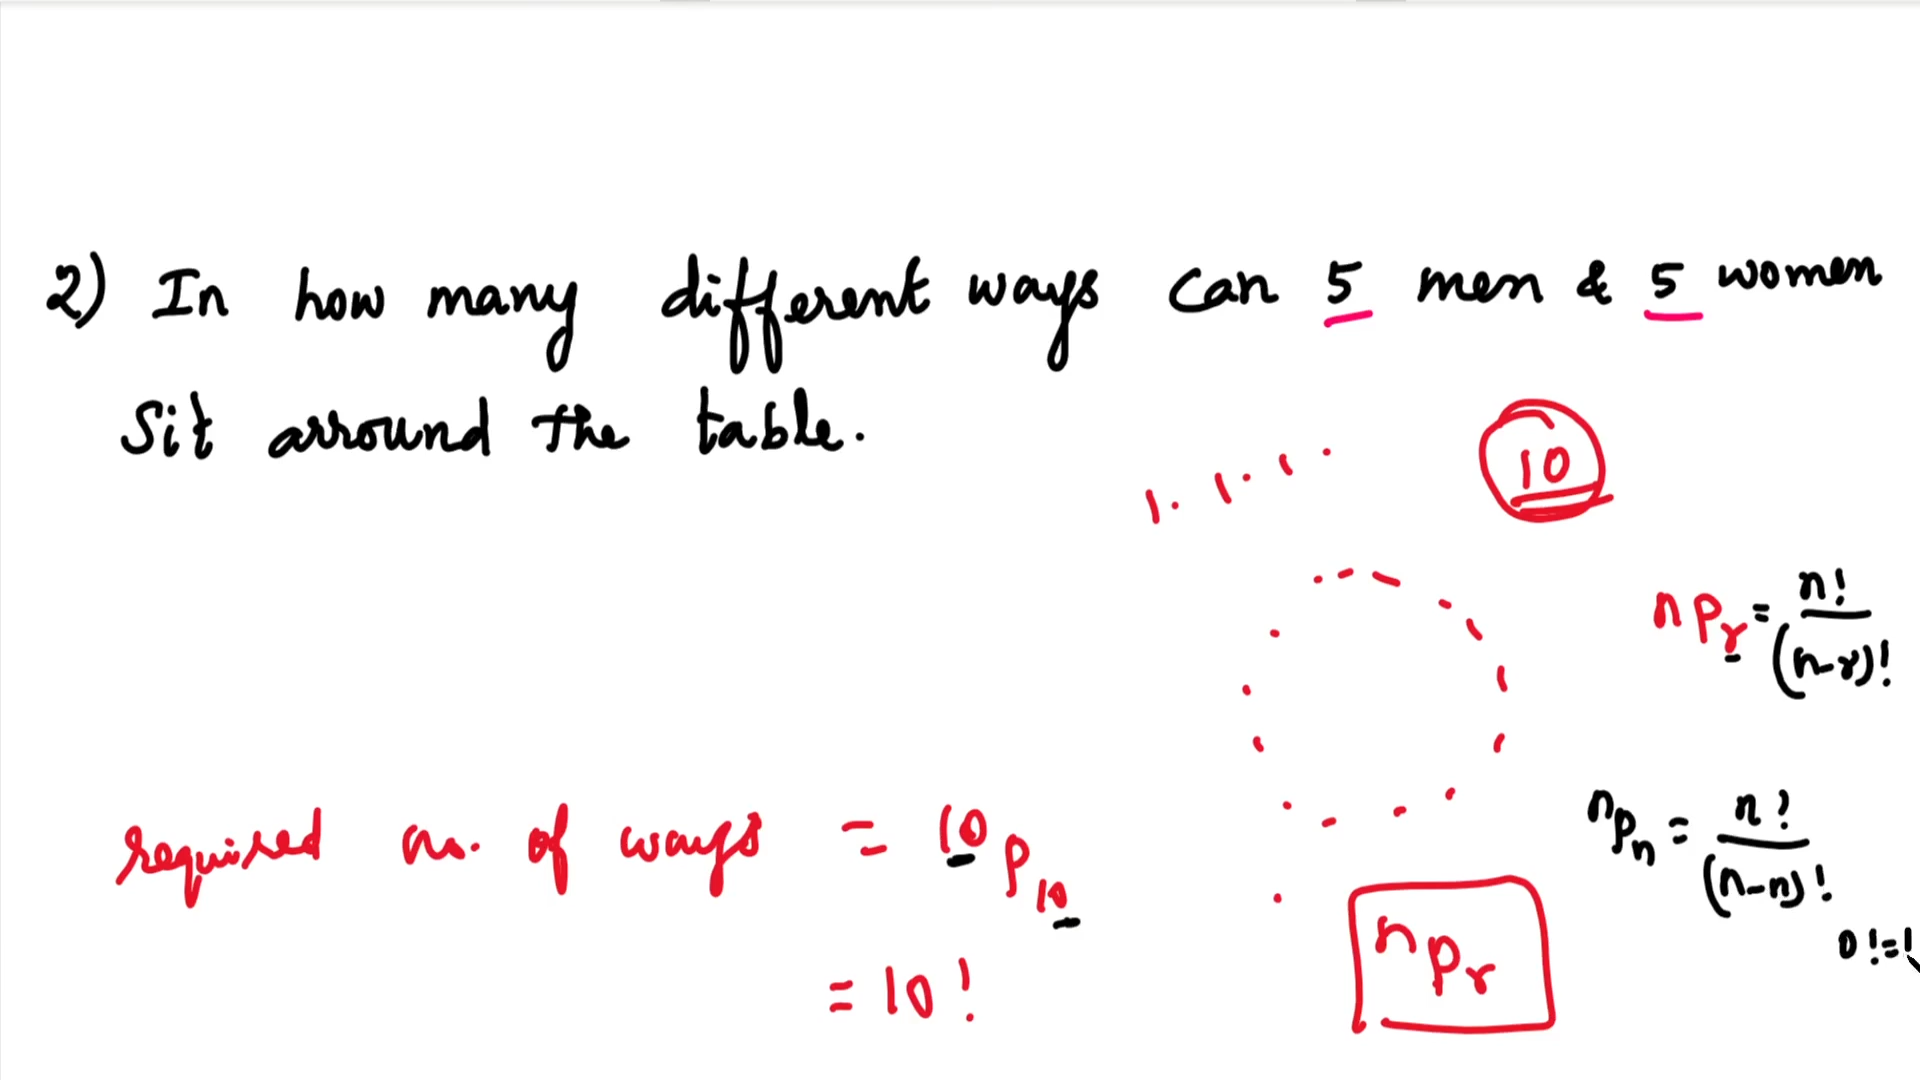 2) In how many different ways can 5 men & 5 women
Sit arround the table.
10
nPr = n! / (n-r)!
required no. of ways = 10P10
nPn = n! / (n-n)!
0! = 1
= 10!
nPr